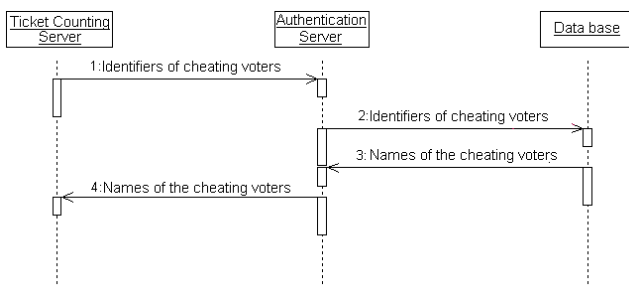 Ticket Counting
Server
Authentication
Server
Data base
1:Identifiers of cheating voters
2:Identifiers of cheating voters
3: Names of the cheating voters
4:Names of the cheating voters